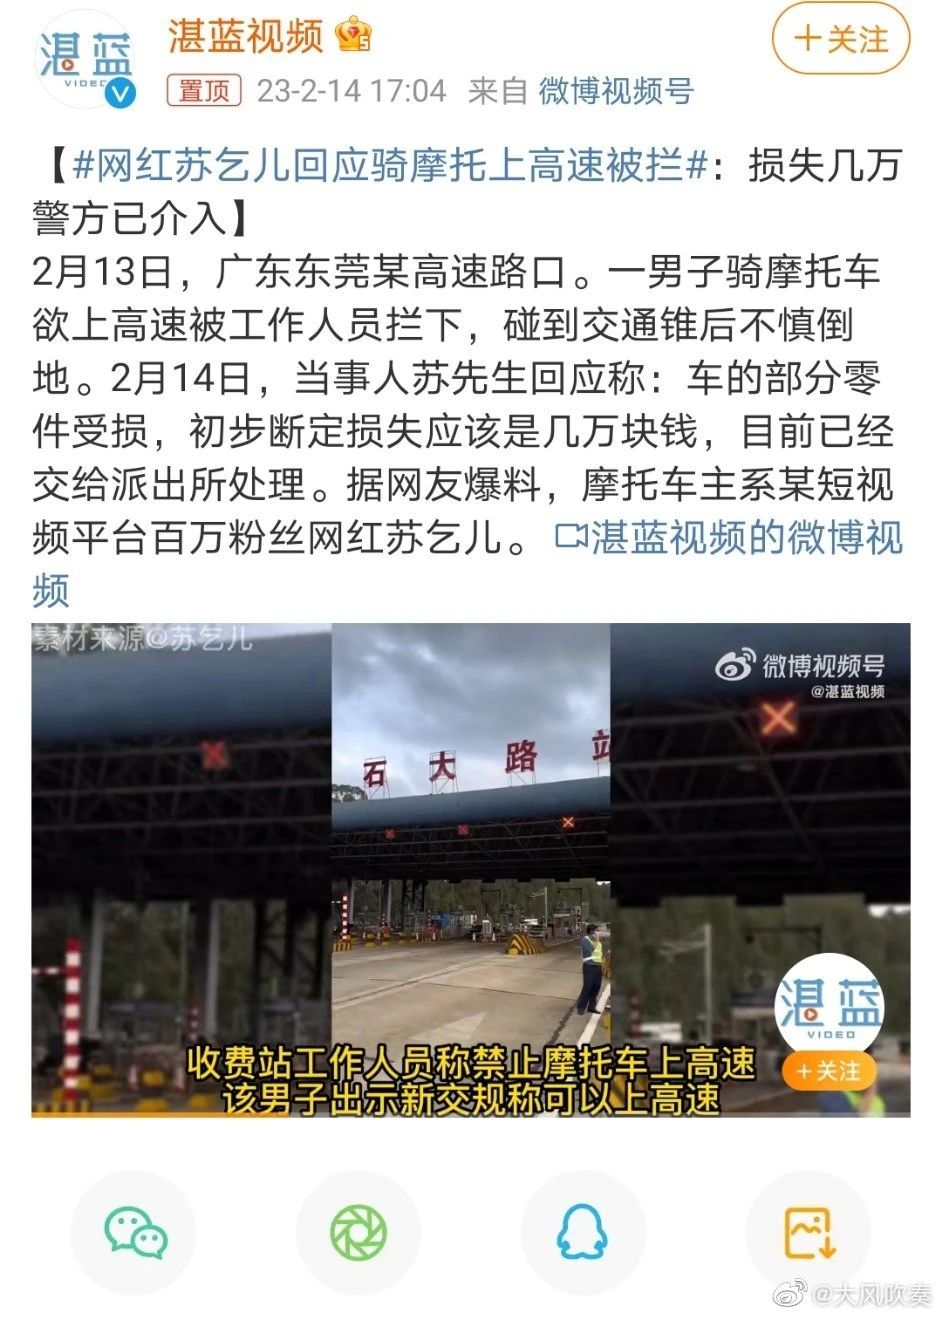 湛蓝
VIDEO
湛蓝视频
+关注
置顶 23-2-14 17:04 来自 微博视频号
【#网红苏乞儿回应骑摩托上高速被拦#：损失几万
警方已介入】
2月13日，广东东莞某高速路口。一男子骑摩托车
欲上高速被工作人员拦下，碰到交通锥后不慎倒
地。2月14日，当事人苏先生回应称：车的部分零
件受损，初步断定损失应该是几万块钱，目前已经
交给派出所处理。据网友爆料，摩托车主系某短视
频平台百万粉丝网红苏乞儿。湛蓝视频的微博视
频
素材来源@苏乞儿
微博视频号
@湛蓝视频
石大路站
湛蓝
VIDEO
+关注
收费站工作人员称禁止摩托车上高速
该男子出示新交规称可以上高速
@大风吹奏